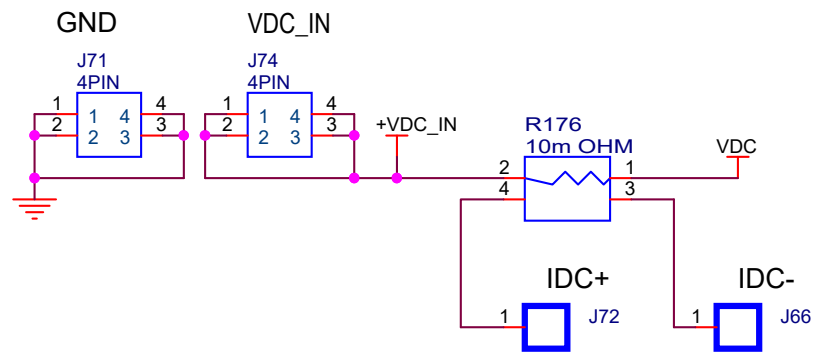 GND
VDC_IN
J71
4PIN
1 1 4 4
2 2 3 3
J74
4PIN
1 1 4 4
2 2 3 3
+VDC_IN
R176
10m OHM
2 1
4 3
VDC
IDC+
1 J72
IDC-
1 J66